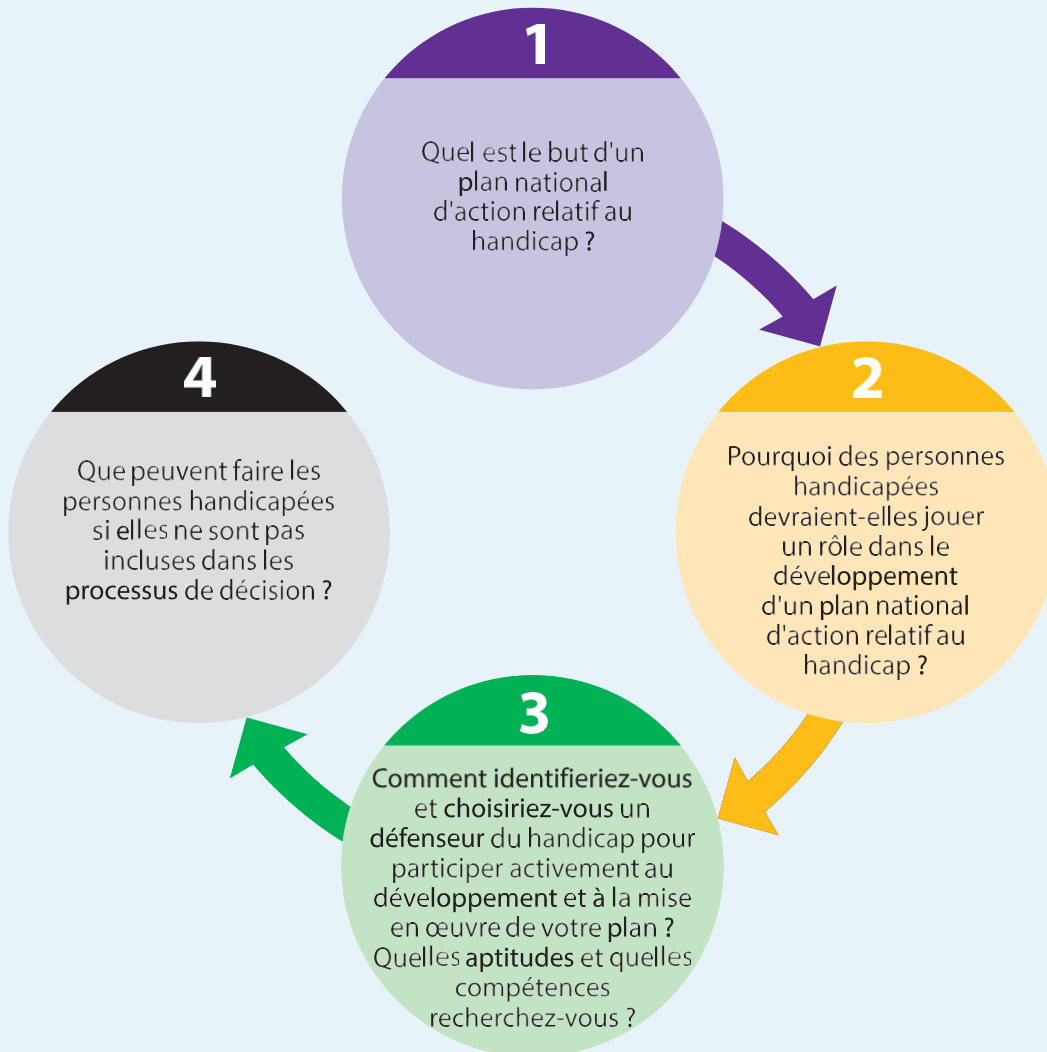 1
Quel est le but d'un
plan national
d'action relatif au
handicap ?
2
Pourquoi des personnes
handicapées
devraient-elles jouer
un rôle dans le
développement
d'un plan national
d'action relatif au
handicap ?
3
Comment identifieriez-vous
et choisiriez-vous un
défenseur du handicap pour
participer activement au
développement et à la mise
en œuvre de votre plan ?
Quelles aptitudes et quelles
compétences
recherchez-vous ?
4
Que peuvent faire les
personnes handicapées
si elles ne sont pas
incluses dans les
processus de décision ?